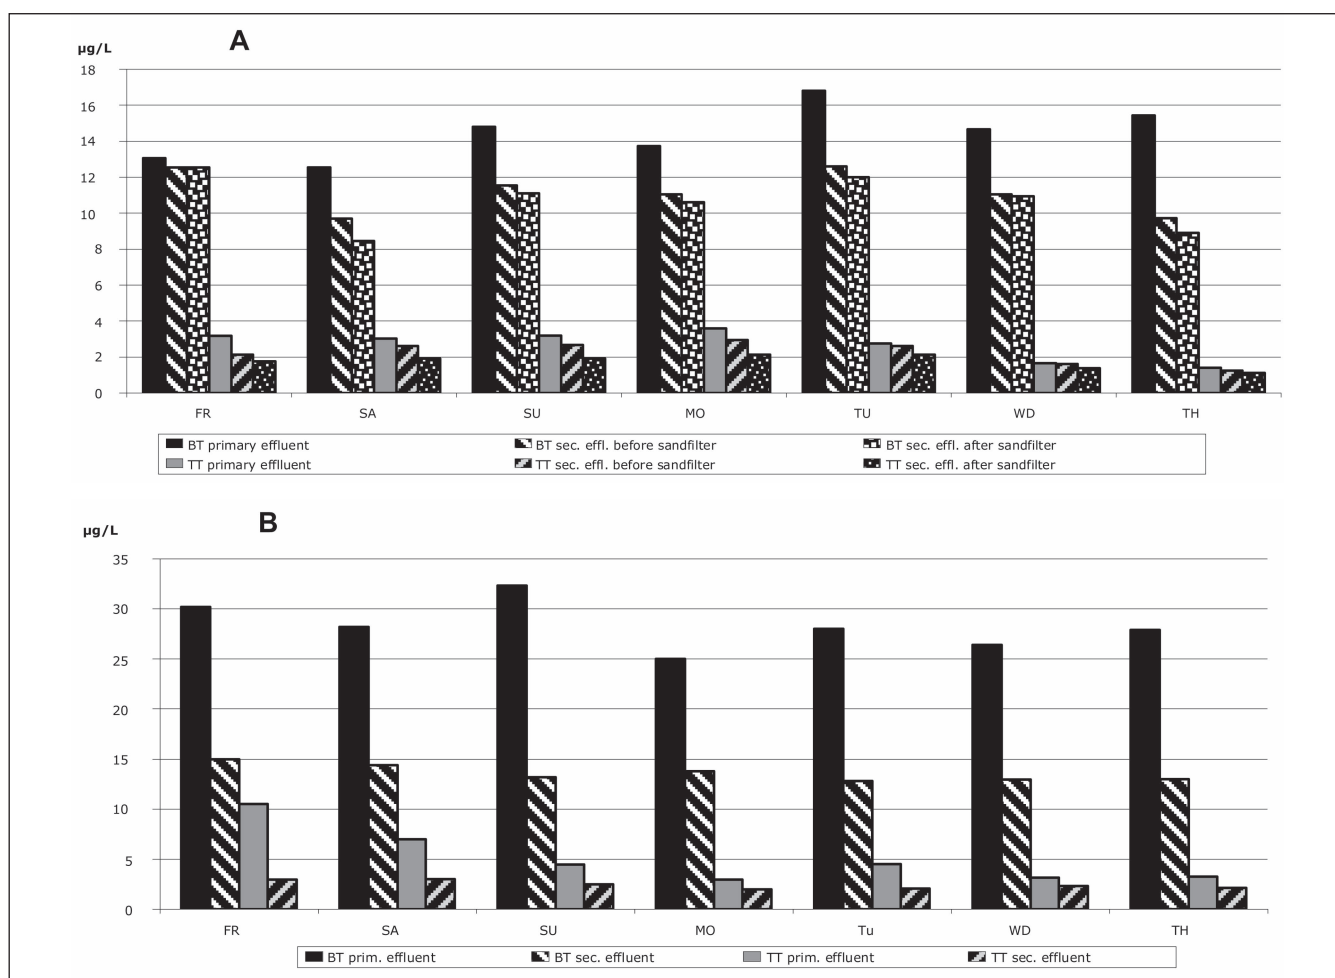 A
µg/L
18
16
14
12
10
8
6
4
2
0
FR SA SU MO TU WD TH
BT primary effluent BT sec. effl. before sandfilter BT sec. effl. after sandfilter
TT primary efflluent TT sec. effl. before sandfilter TT sec. effl. after sandfilter
B
µg/L
35
30
25
20
15
10
5
0
FR SA SU MO Tu WD TH
BT prim. effluent BT sec. effluent TT prim. effluent TT sec. effluent